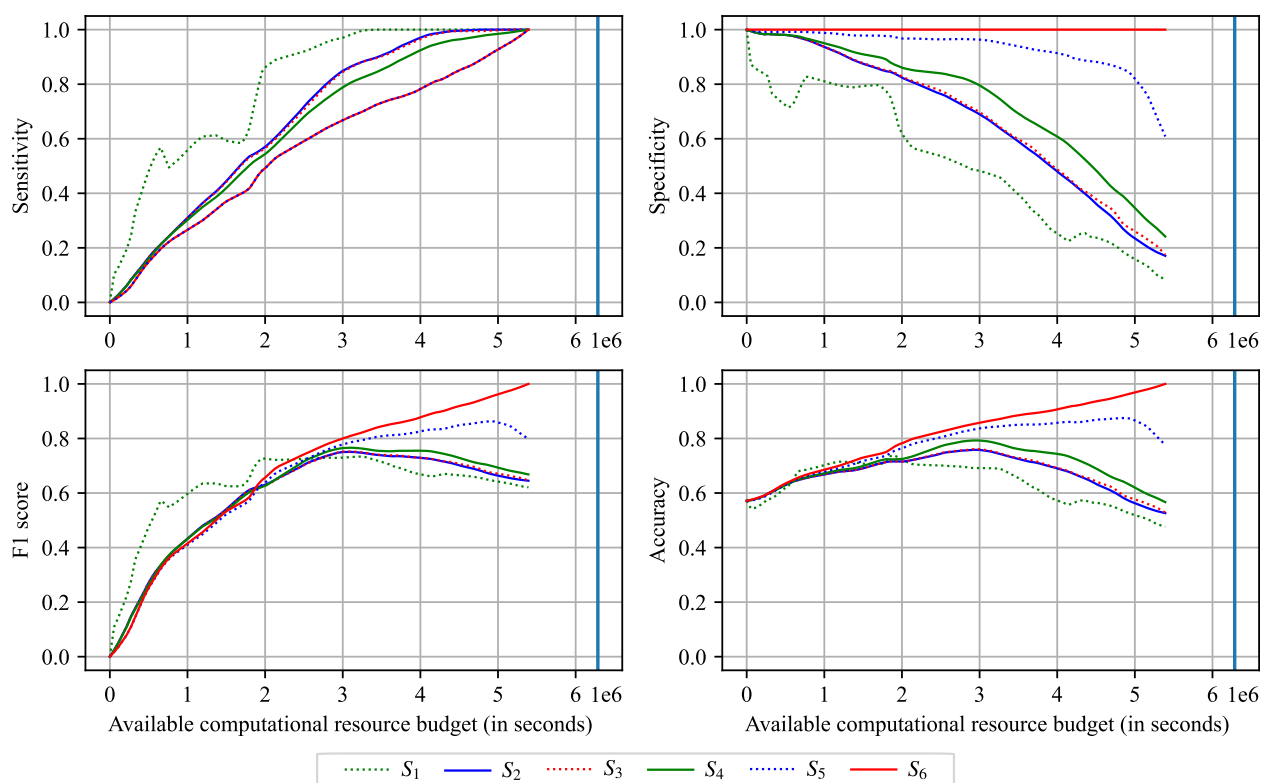 1.0
0.8
0.6
0.4
0.2
0.0
Sensitivity
0 1 2 3 4 5 6 1e6
1.0
0.8
0.6
0.4
0.2
0.0
Specificity
0 1 2 3 4 5 6 1e6
1.0
0.8
0.6
0.4
0.2
0.0
F1 score
0 1 2 3 4 5 6 1e6
Available computational resource budget (in seconds)
1.0
0.8
0.6
0.4
0.2
0.0
Accuracy
0 1 2 3 4 5 6 1e6
Available computational resource budget (in seconds)
S₁ S₂ S₃ S₄ S₅ S₆